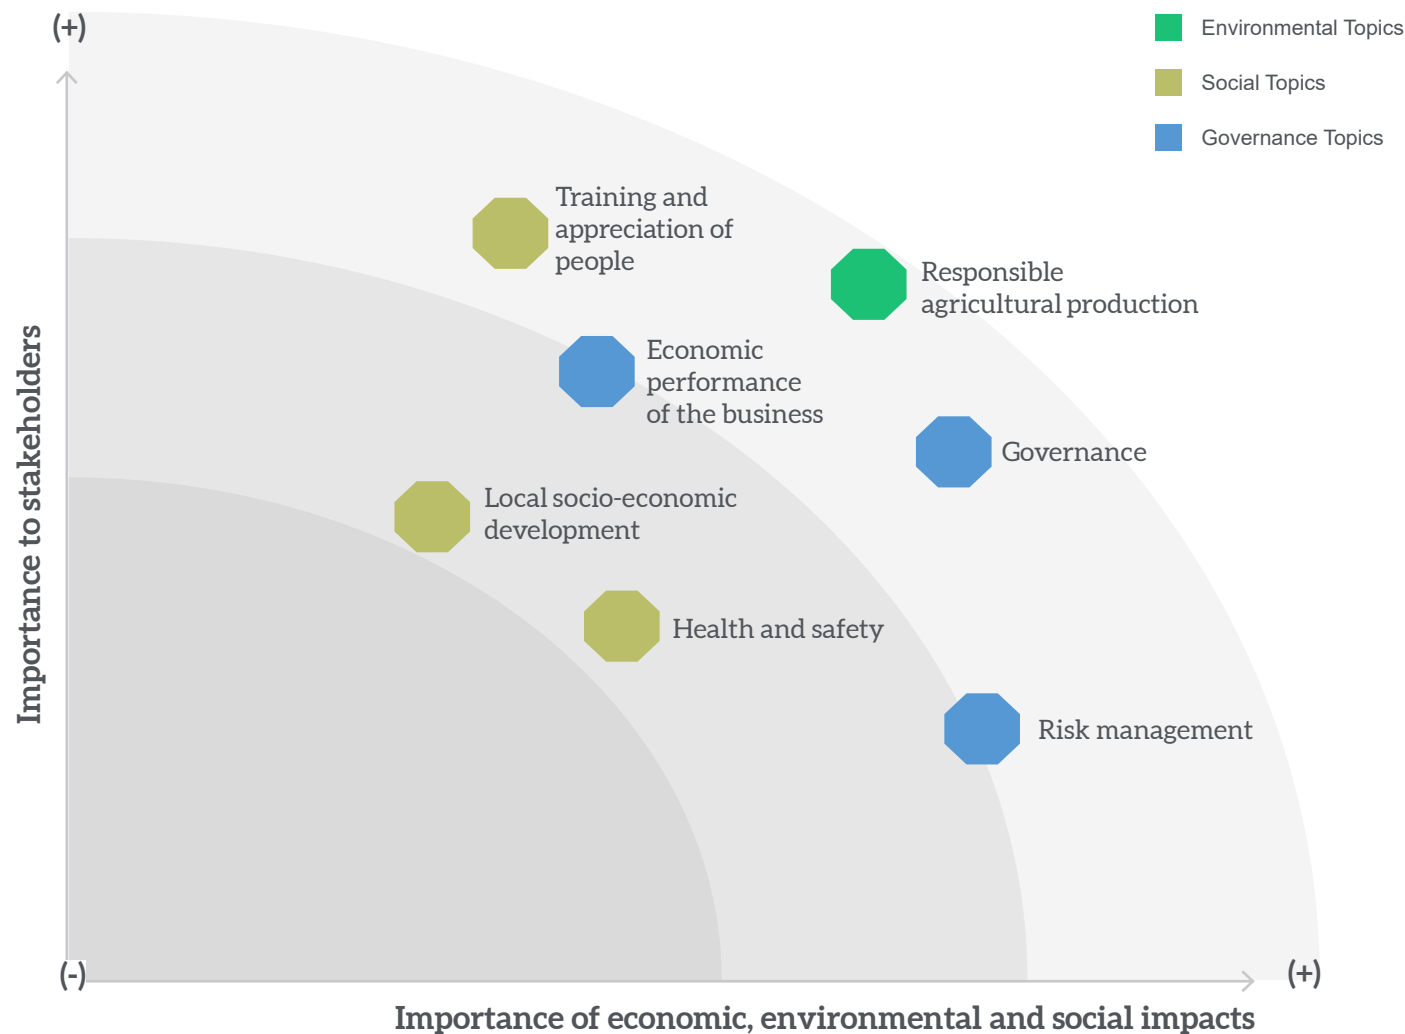 (+)
Environmental Topics
Social Topics
Governance Topics
Training and
appreciation of
people
Responsible
agricultural production
Economic
performance
of the business
Governance
Local socio-economic
development
Health and safety
Risk management
Importance to stakeholders
(-)
(+)
Importance of economic, environmental and social impacts